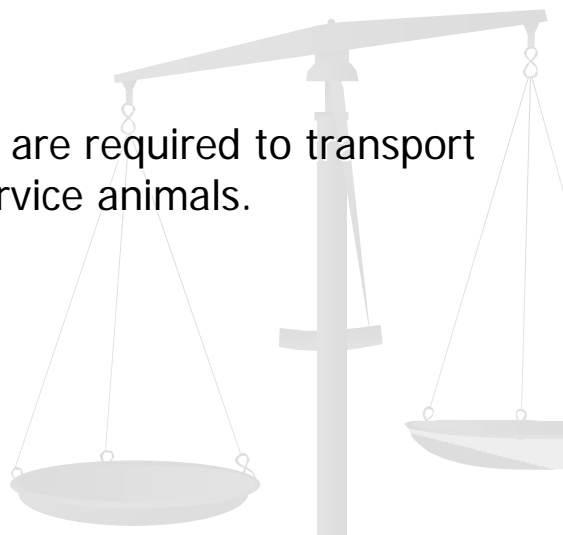 are required to transport
rvice animals.